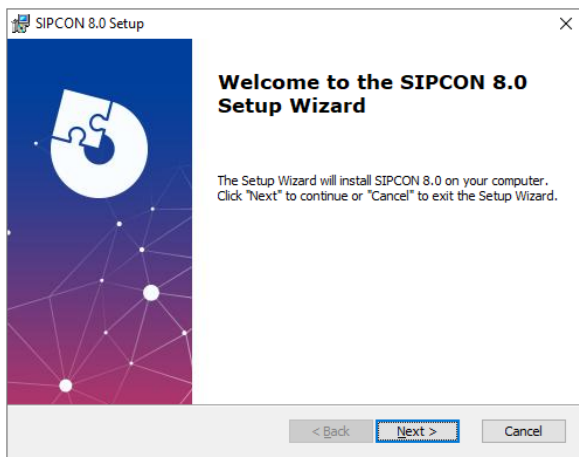 SIPCON 8.0 Setup
Welcome to the SIPCON 8.0
Setup Wizard
The Setup Wizard will install SIPCON 8.0 on your computer.
Click "Next" to continue or "Cancel" to exit the Setup Wizard.
< Back Next > Cancel